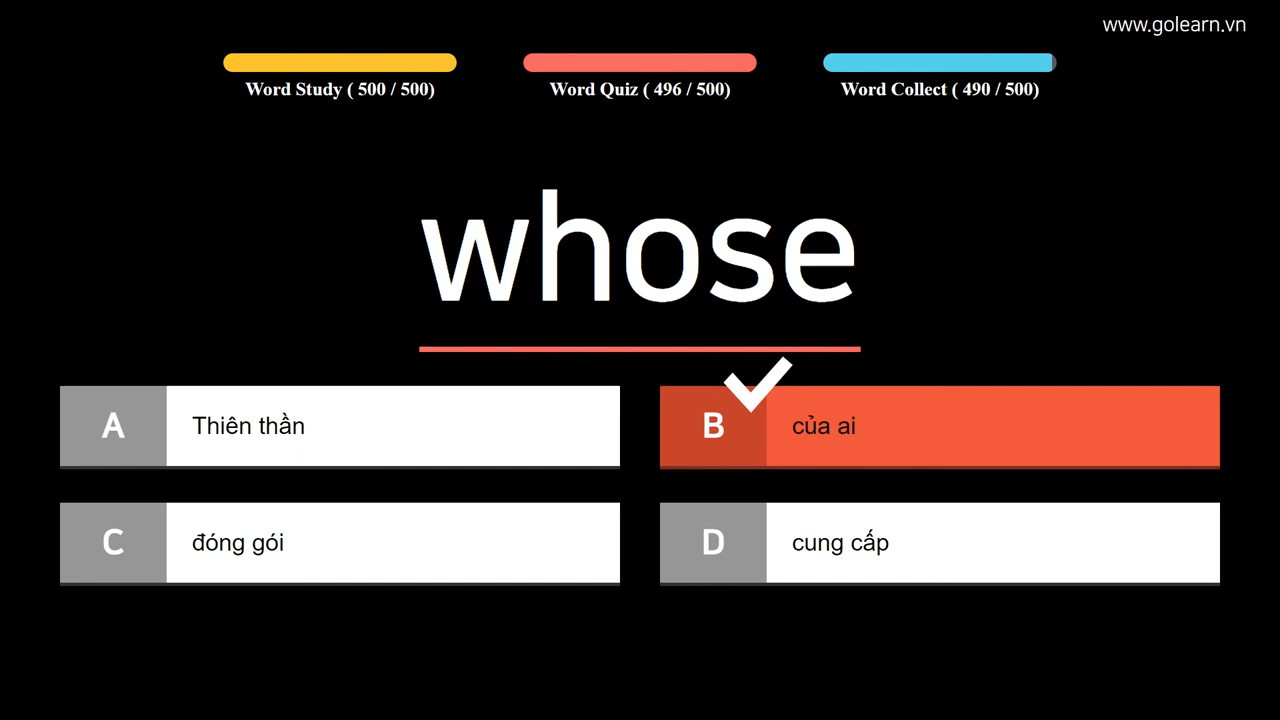 www.golearn.vn
Word Study ( 500 / 500)
Word Quiz ( 496 / 500)
Word Collect ( 490 / 500)
whose
A Thiên thần
B của ai
C đóng gói
D cung cấp